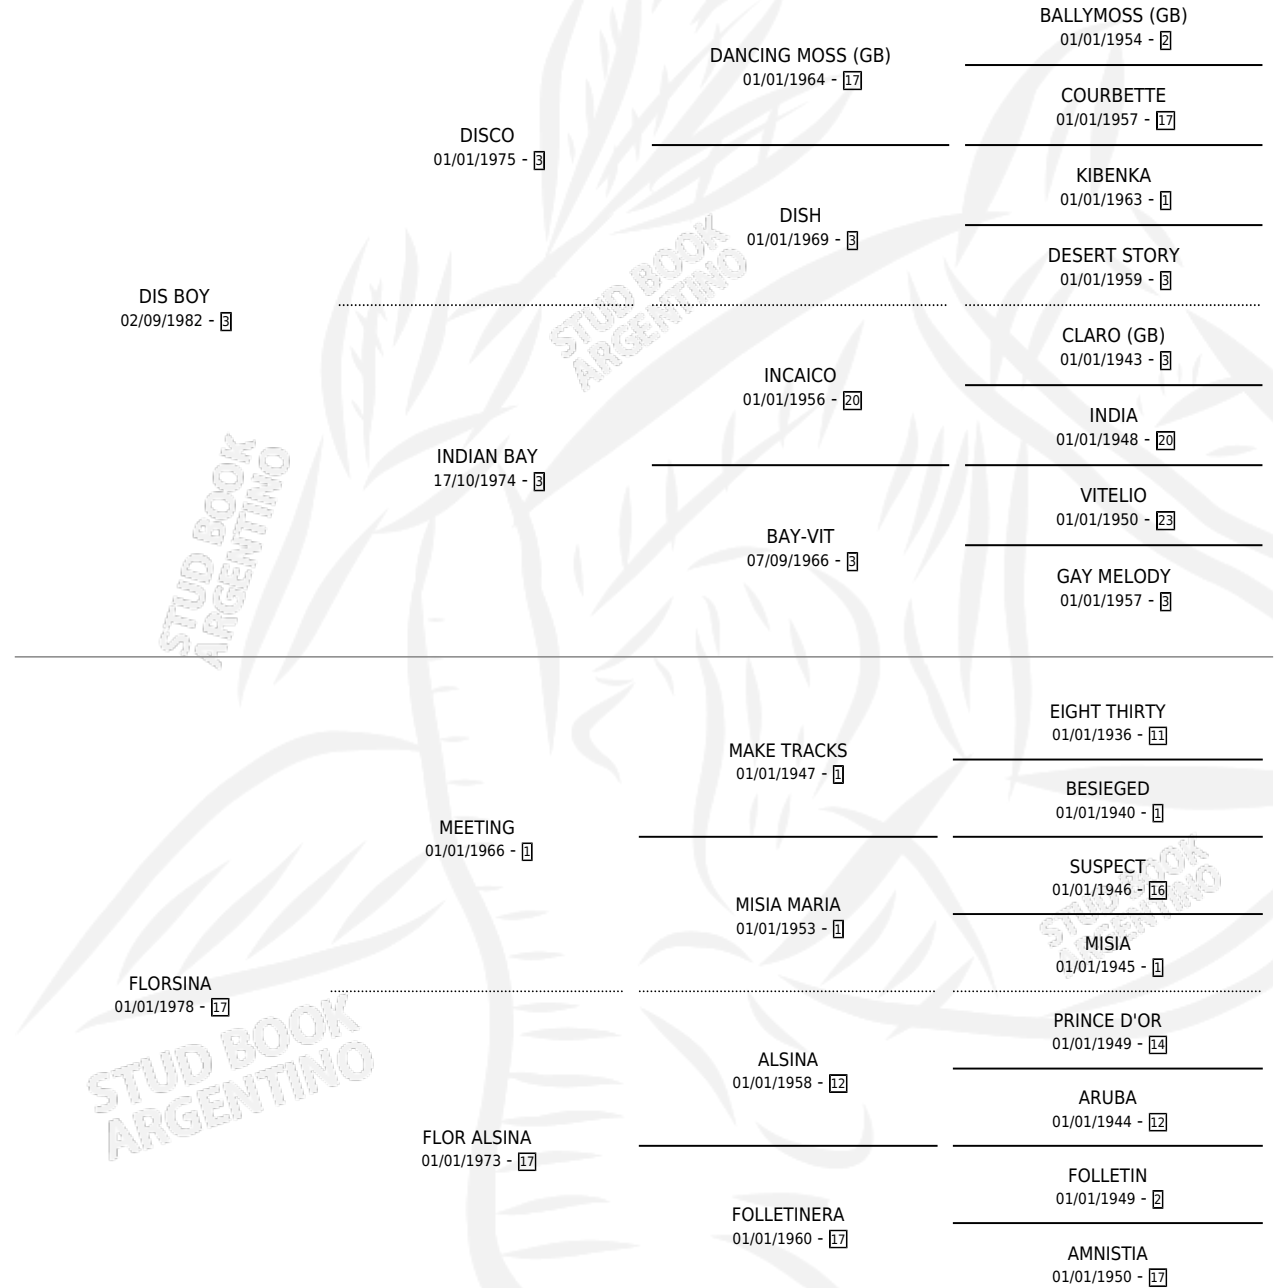 BALLYMOSS (GB)
01/01/1954 - 2
DANCING MOSS (GB)
01/01/1964 - 17
COURBETTE
01/01/1957 - 17
DISCO
01/01/1975 - 3
KIBENKA
01/01/1963 - 1
DISH
01/01/1969 - 3
DESERT STORY
01/01/1959 - 3
DIS BOY
02/09/1982 - 3
CLARO (GB)
01/01/1943 - 3
INCAICO
01/01/1956 - 20
INDIA
01/01/1948 - 20
INDIAN BAY
17/10/1974 - 3
VITELIO
01/01/1950 - 23
BAY-VIT
07/09/1966 - 3
GAY MELODY
01/01/1957 - 3
STUD BOOK
ARGENTINO
STUD BOOK
ARGENTINO
EIGHT THIRTY
01/01/1936 - 11
MAKE TRACKS
01/01/1947 - 1
BESIEGED
01/01/1940 - 1
MEETING
01/01/1966 - 1
SUSPECT
01/01/1946 - 16
MISIA MARIA
01/01/1953 - 1
MISIA
01/01/1945 - 1
FLORSINA
01/01/1978 - 17
PRINCE D'OR
01/01/1949 - 14
ALSINA
01/01/1958 - 12
ARUBA
01/01/1944 - 12
FLOR ALSINA
01/01/1973 - 17
FOLLETIN
01/01/1949 - 2
FOLLETINERA
01/01/1960 - 17
AMNISTIA
01/01/1950 - 17
STUD BOOK
ARGENTINO
STUD BOOK
ARGENTINO